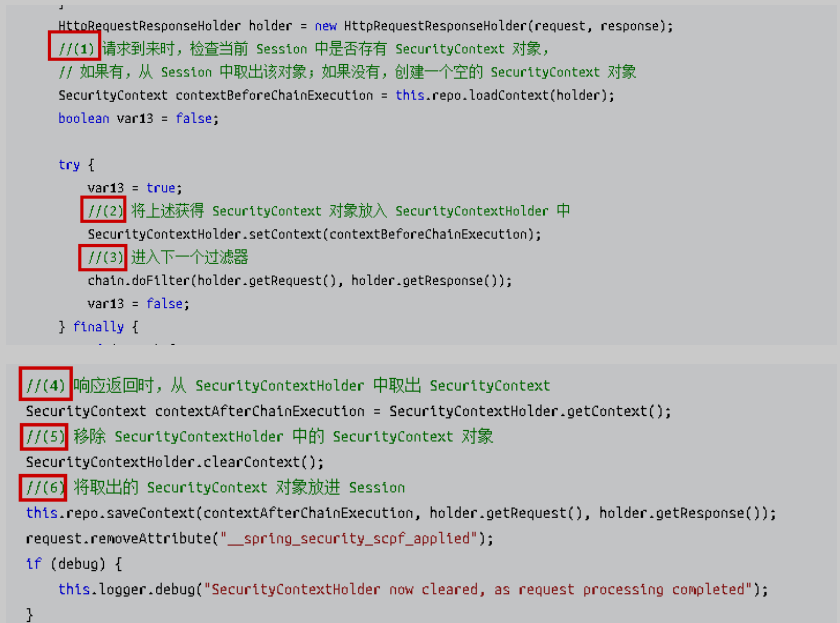 }
HttpRequestResponseHolder holder = new HttpRequestResponseHolder(request, response);
//(1) 请求到来时，检查当前 Session 中是否存有 SecurityContext 对象，
// 如果有，从 Session 中取出该对象；如果没有，创建一个空的 SecurityContext 对象
SecurityContext contextBeforeChainExecution = this.repo.loadContext(holder);
boolean var13 = false;
try {
var13 = true;
//(2) 将上述获得 SecurityContext 对象放入 SecurityContextHolder 中
SecurityContextHolder.setContext(contextBeforeChainExecution);
//(3) 进入下一个过滤器
chain.doFilter(holder.getRequest(), holder.getResponse());
var13 = false;
} finally {
//(4) 响应返回时，从 SecurityContextHolder 中取出 SecurityContext
SecurityContext contextAfterChainExecution = SecurityContextHolder.getContext();
//(5) 移除 SecurityContextHolder 中的 SecurityContext 对象
SecurityContextHolder.clearContext();
//(6) 将取出的 SecurityContext 对象放进 Session
this.repo.saveContext(contextAfterChainExecution, holder.getRequest(), holder.getResponse());
request.removeAttribute("__spring_security_scpf_applied");
if (debug) {
this.logger.debug("SecurityContextHolder now cleared, as request processing completed");
}